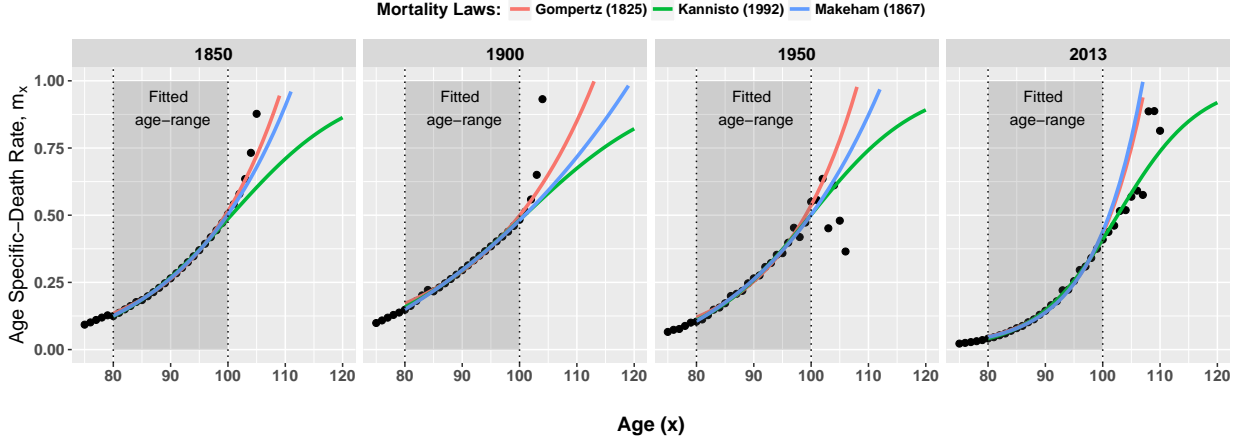 Mortality Laws: Gompertz (1825) Kannisto (1992) Makeham (1867)
1850 1900 1950 2013
Age Specific−Death Rate, mx
1.00
0.75
0.50
0.25
0.00
Fitted
age−range
Fitted
age−range
Fitted
age−range
Fitted
age−range
80 90 100 110 120 80 90 100 110 120 80 90 100 110 120 80 90 100 110 120
Age (x)